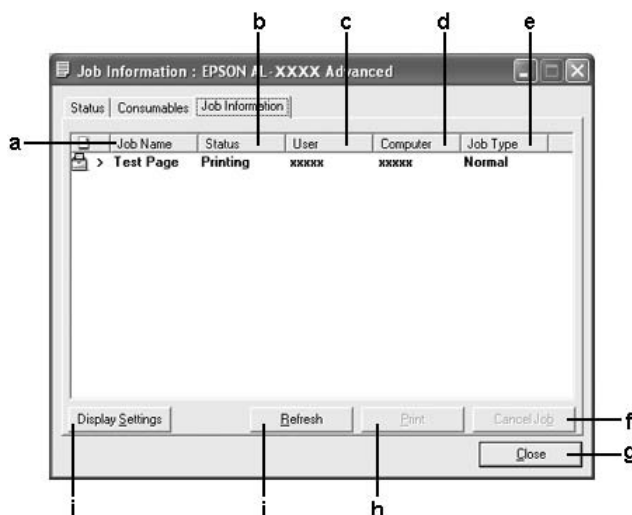 b c d e
Job Information : EPSON AL-XXXX Advanced
Status Consumables Job Information
a
Job Name Status User Computer Job Type
> Test Page Printing xxxxx xxxxx Normal
Display Settings Refresh Print Cancel Job f
Close g
j i h